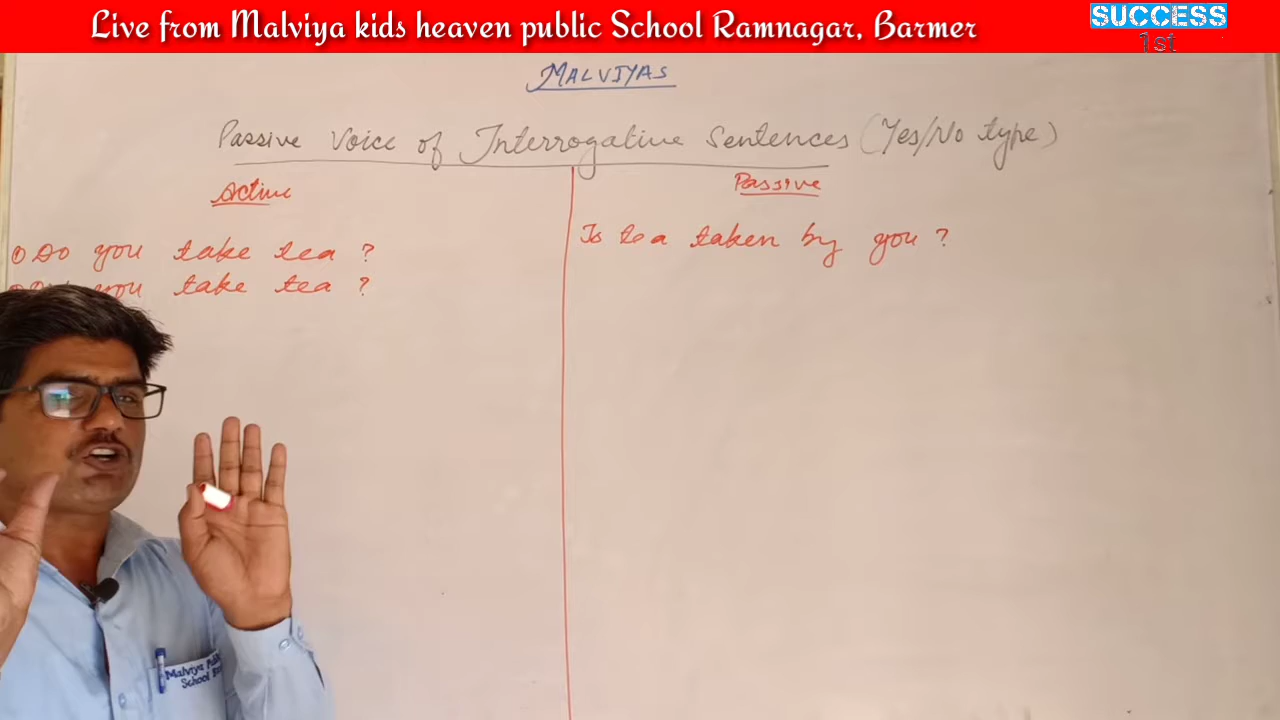 Live from Malviya kids heaven public School Ramnagar, Barmer
SUCCESS
1st
MALVIYAS
Passive Voice of Interrogative Sentences (Yes/No type)
Active
Passive
① Do you take tea ?
Is tea taken by you ?
you take tea ?
Malviya
School